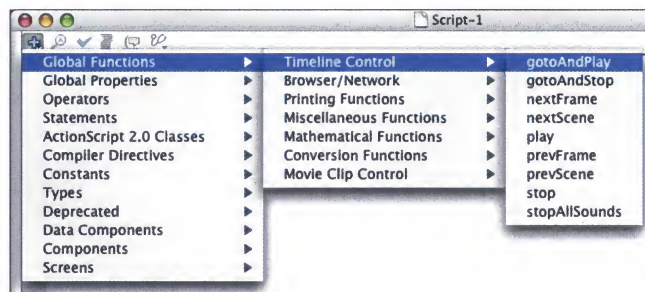 Script-1
Global Functions
Global Properties
Operators
Statements
ActionScript 2.0 Classes
Compiler Directives
Constants
Types
Deprecated
Data Components
Components
Screens
Timeline Control
Browser/Network
Printing Functions
Miscellaneous Functions
Mathematical Functions
Conversion Functions
Movie Clip Control
gotoAndPlay
gotoAndStop
nextFrame
nextScene
play
prevFrame
prevScene
stop
stopAllSounds